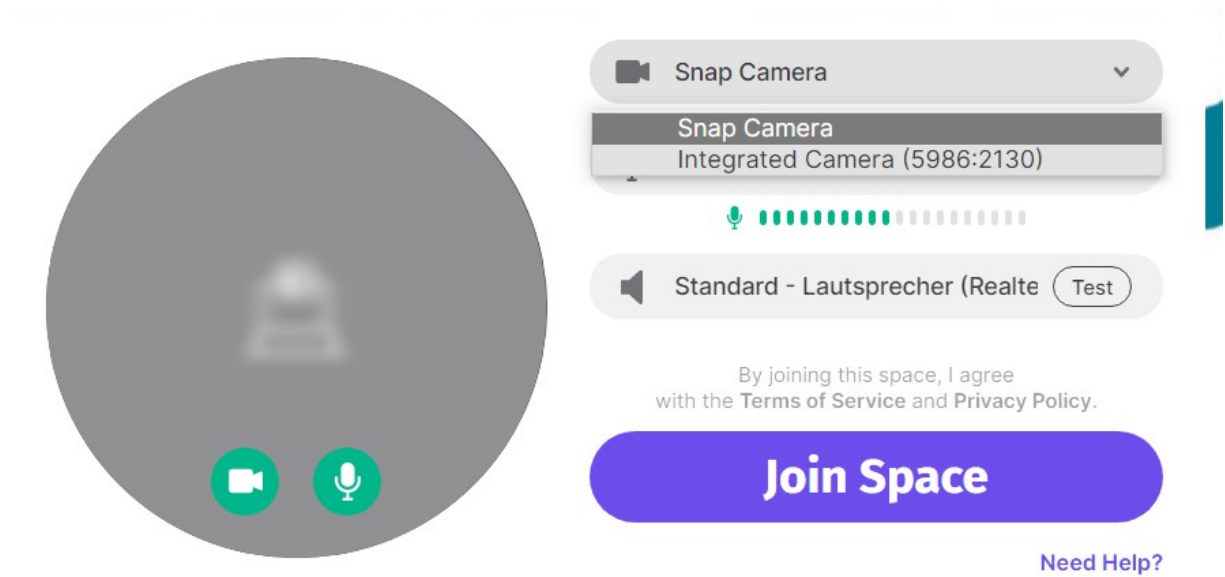 Snap Camera
Snap Camera
Integrated Camera (5986:2130)
Standard - Lautsprecher (Realte
Test
By joining this space, I agree
with the Terms of Service and Privacy Policy.
Join Space
Need Help?